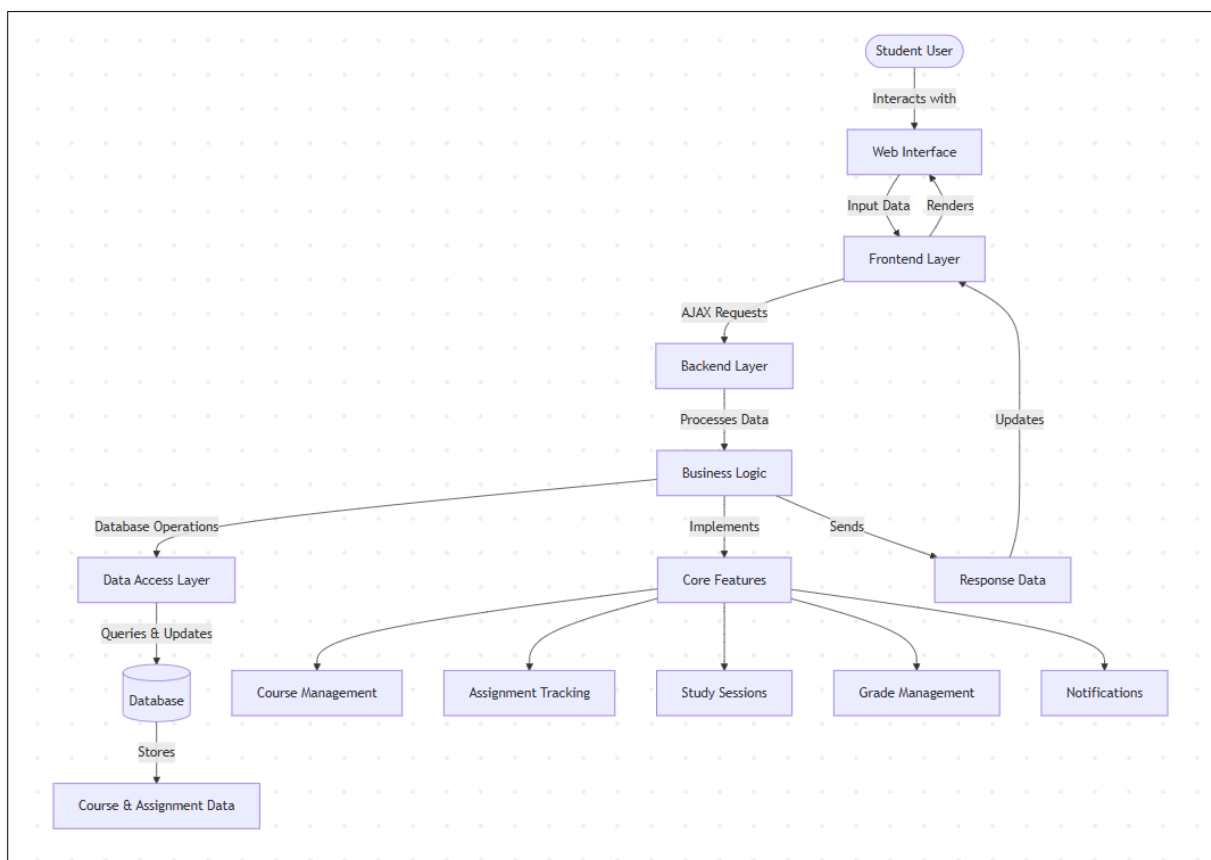 Student User
Interacts with
Web Interface
Input Data
Renders
Frontend Layer
AJAX Requests
Backend Layer
Processes Data
Updates
Business Logic
Database Operations
Implements
Sends
Data Access Layer
Core Features
Response Data
Queries & Updates
Course Management
Assignment Tracking
Study Sessions
Grade Management
Notifications
Database
Stores
Course & Assignment Data